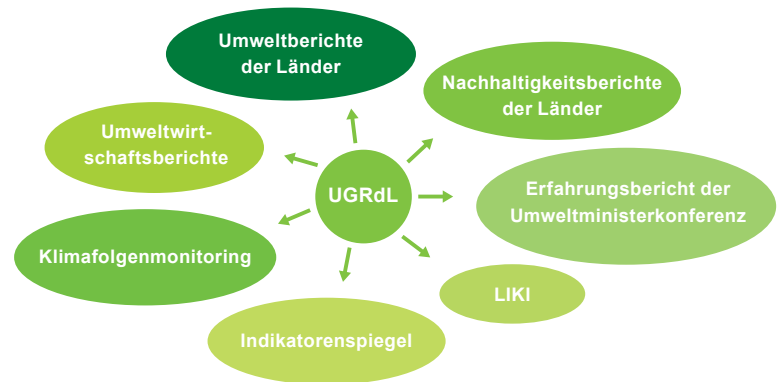 Umweltberichte
der Länder
Nachhaltigkeitsberichte
der Länder
Umweltwirt-
schaftsberichte
UGRdL
Erfahrungsbericht der
Umweltministerkonferenz
Klimafolgenmonitoring
LIKI
Indikatorenspiegel